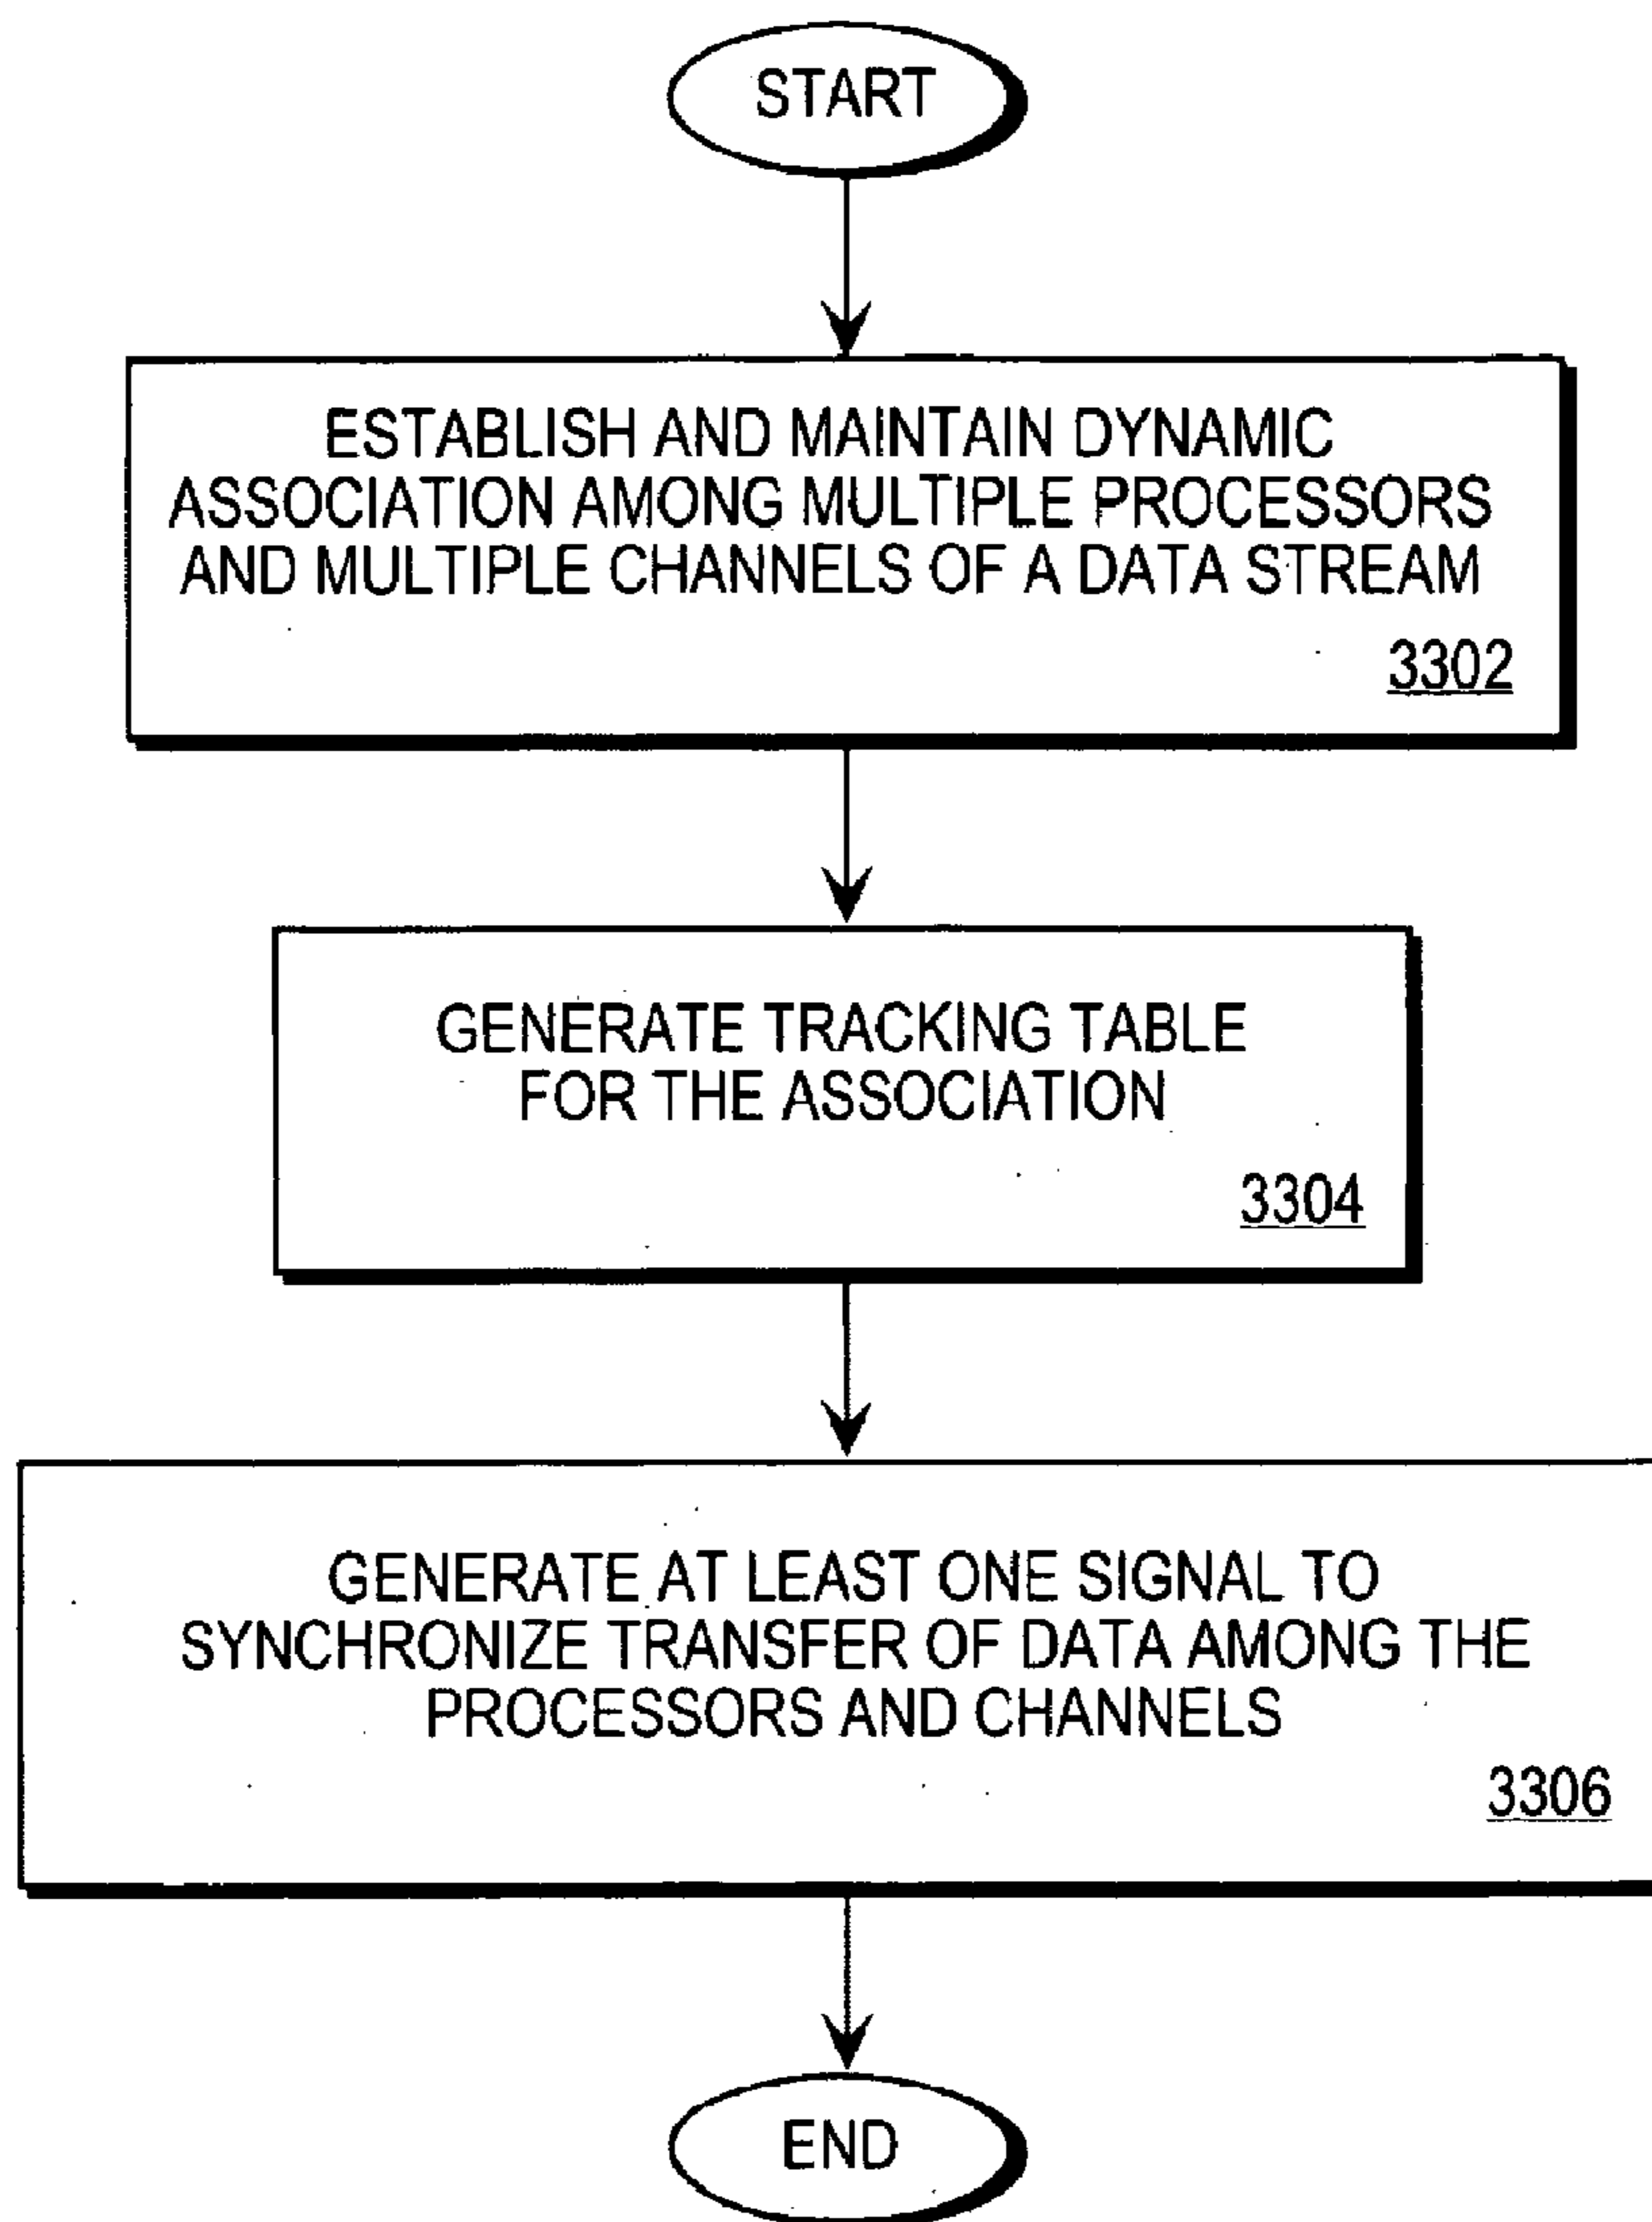 START
ESTABLISH AND MAINTAIN DYNAMIC
ASSOCIATION AMONG MULTIPLE PROCESSORS
AND MULTIPLE CHANNELS OF A DATA STREAM
3302
GENERATE TRACKING TABLE
FOR THE ASSOCIATION
3304
GENERATE AT LEAST ONE SIGNAL TO
SYNCHRONIZE TRANSFER OF DATA AMONG THE
PROCESSORS AND CHANNELS
3306
END